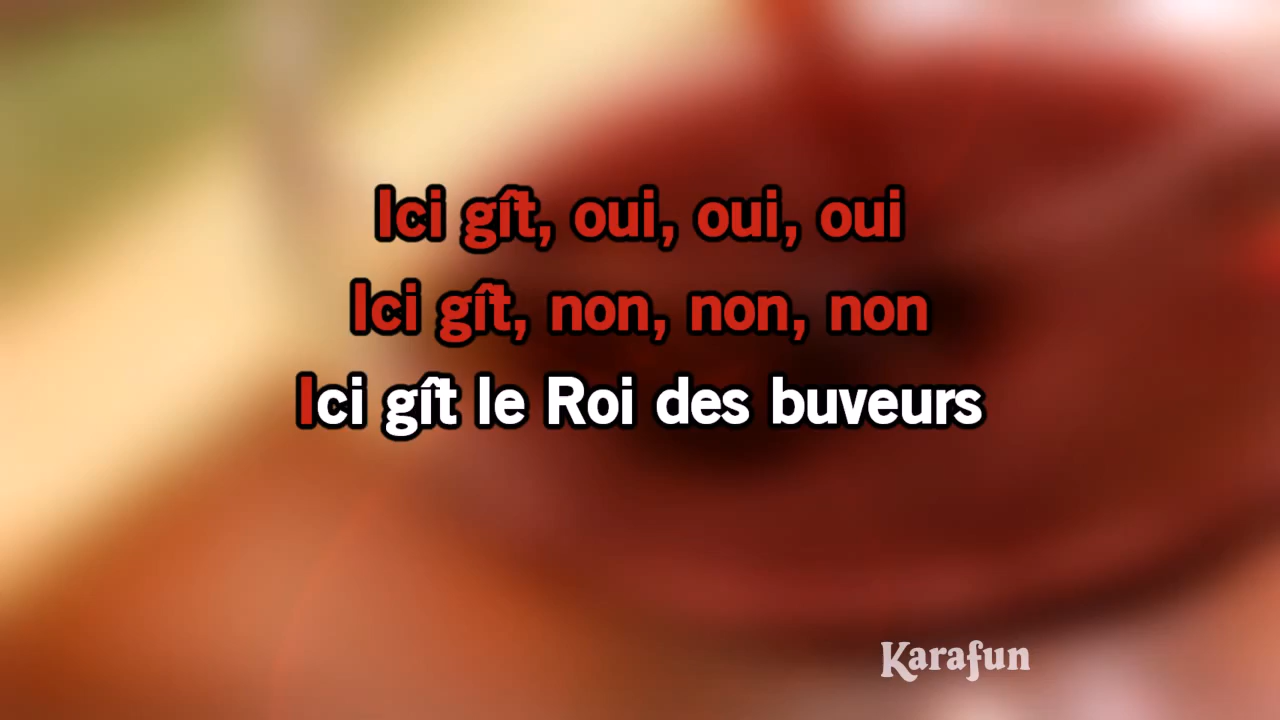 Ici gît, oui, oui, oui
Ici gît, non, non, non
Ici gît le Roi des buveurs
Karafun